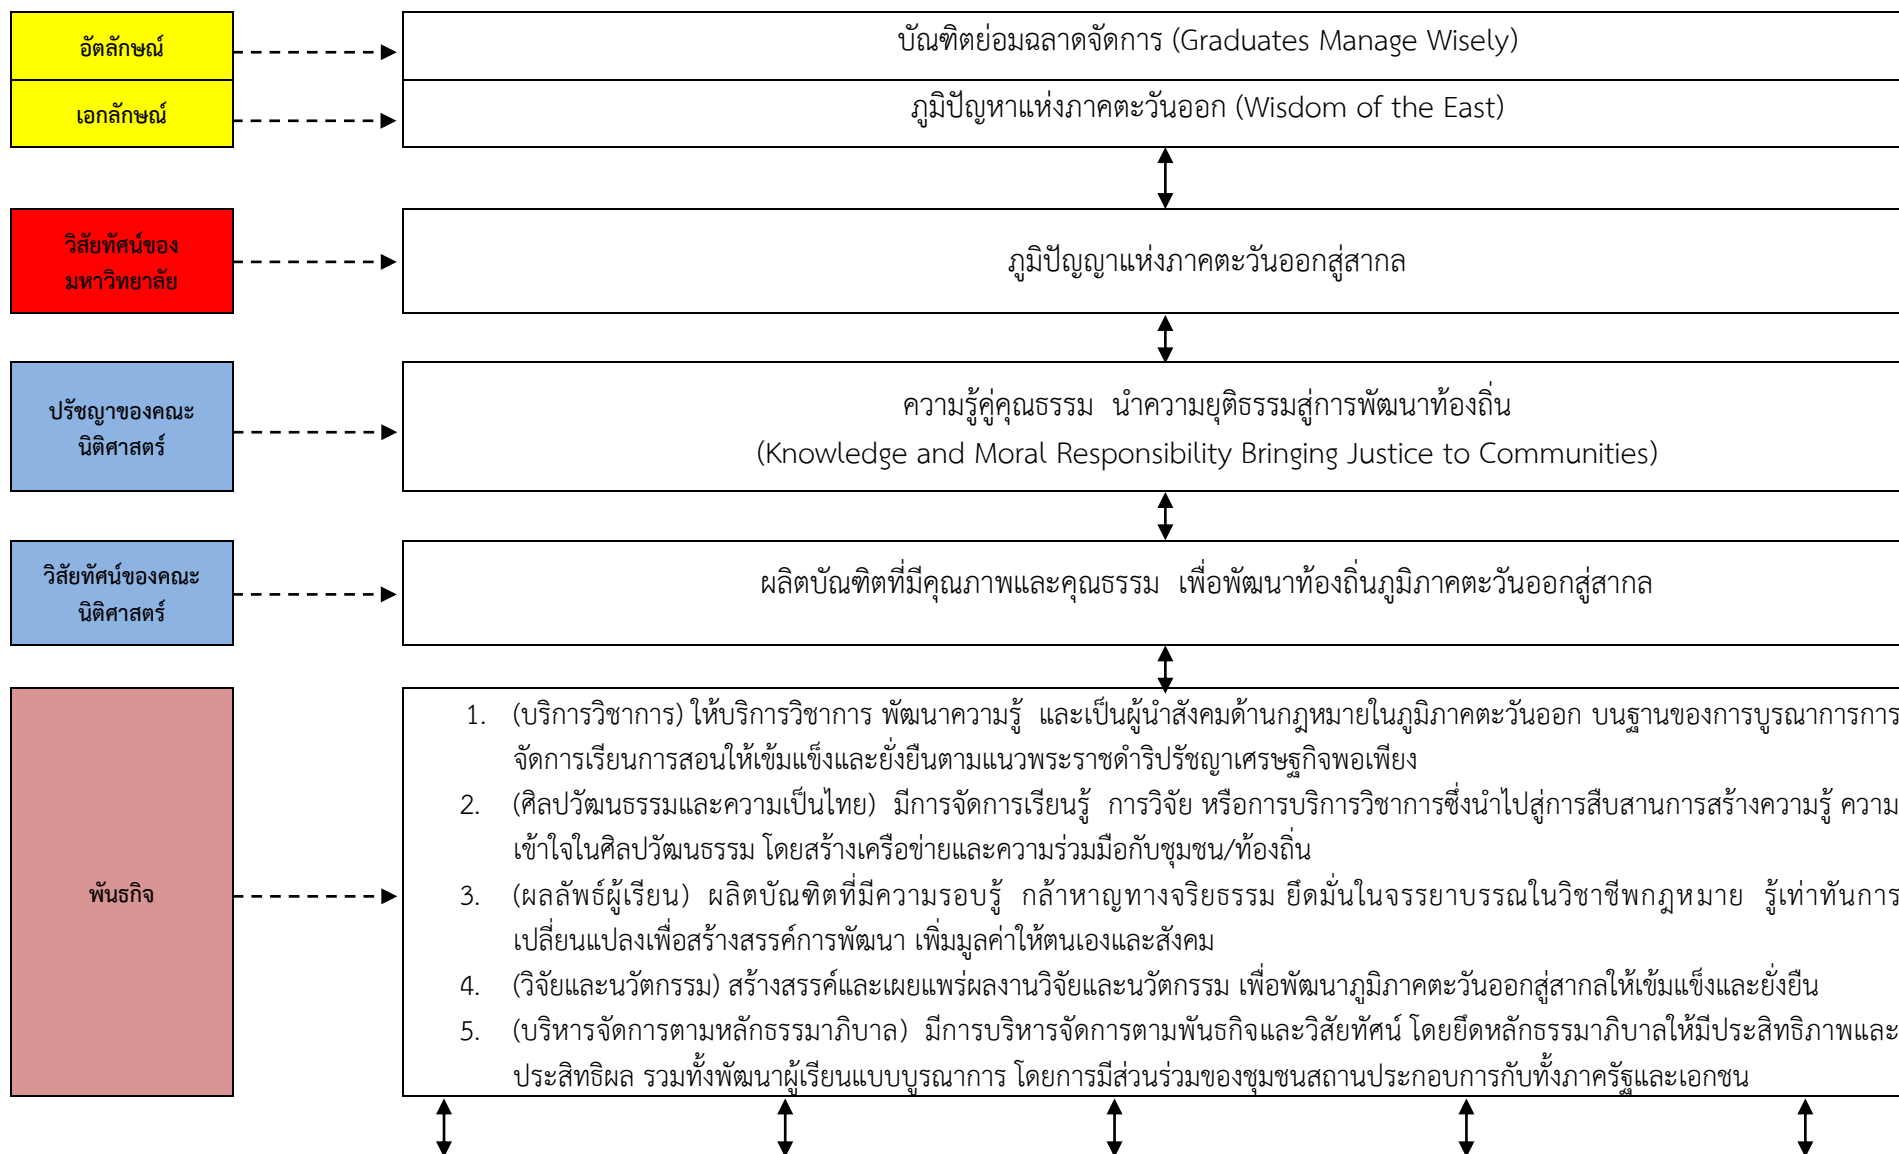 อัตลักษณ์
บัณฑิตย่อมฉลาดจัดการ (Graduates Manage Wisely)
เอกลักษณ์
ภูมิปัญหาแห่งภาคตะวันออก (Wisdom of the East)
วิสัยทัศน์ของ
มหาวิทยาลัย
ภูมิปัญญาแห่งภาคตะวันออกสู่สากล
ปรัชญาของคณะ
นิติศาสตร์
ความรู้คู่คุณธรรม นำความยุติธรรมสู่การพัฒนาท้องถิ่น
(Knowledge and Moral Responsibility Bringing Justice to Communities)
วิสัยทัศน์ของคณะ
นิติศาสตร์
ผลิตบัณฑิตที่มีคุณภาพและคุณธรรม เพื่อพัฒนาท้องถิ่นภูมิภาคตะวันออกสู่สากล
พันธกิจ
1. (บริการวิชาการ) ให้บริการวิชาการ พัฒนาความรู้ และเป็นผู้นำสังคมด้านกฎหมายในภูมิภาคตะวันออก บนฐานของการบูรณาการการ
จัดการเรียนการสอนให้เข้มแข็งและยั่งยืนตามแนวพระราชดำริปรัชญาเศรษฐกิจพอเพียง
2. (ศิลปวัฒนธรรมและความเป็นไทย) มีการจัดการเรียนรู้ การวิจัย หรือการบริการวิชาการซึ่งนำไปสู่การสืบสานการสร้างความรู้ ความ
เข้าใจในศิลปวัฒนธรรม โดยสร้างเครือข่ายและความร่วมมือกับชุมชน/ท้องถิ่น
3. (ผลลัพธ์ผู้เรียน) ผลิตบัณฑิตที่มีความรอบรู้ กล้าหาญทางจริยธรรม ยึดมั่นในจรรยาบรรณในวิชาชีพกฎหมาย รู้เท่าทันการ
เปลี่ยนแปลงเพื่อสร้างสรรค์การพัฒนา เพิ่มมูลค่าให้ตนเองและสังคม
4. (วิจัยและนวัตกรรม) สร้างสรรค์และเผยแพร่ผลงานวิจัยและนวัตกรรม เพื่อพัฒนาภูมิภาคตะวันออกสู่สากลให้เข้มแข็งและยั่งยืน
5. (บริหารจัดการตามหลักธรรมาภิบาล) มีการบริหารจัดการตามพันธกิจและวิสัยทัศน์ โดยยึดหลักธรรมาภิบาลให้มีประสิทธิภาพและ
ประสิทธิผล รวมทั้งพัฒนาผู้เรียนแบบบูรณาการ โดยการมีส่วนร่วมของชุมชนสถานประกอบการกับทั้งภาครัฐและเอกชน